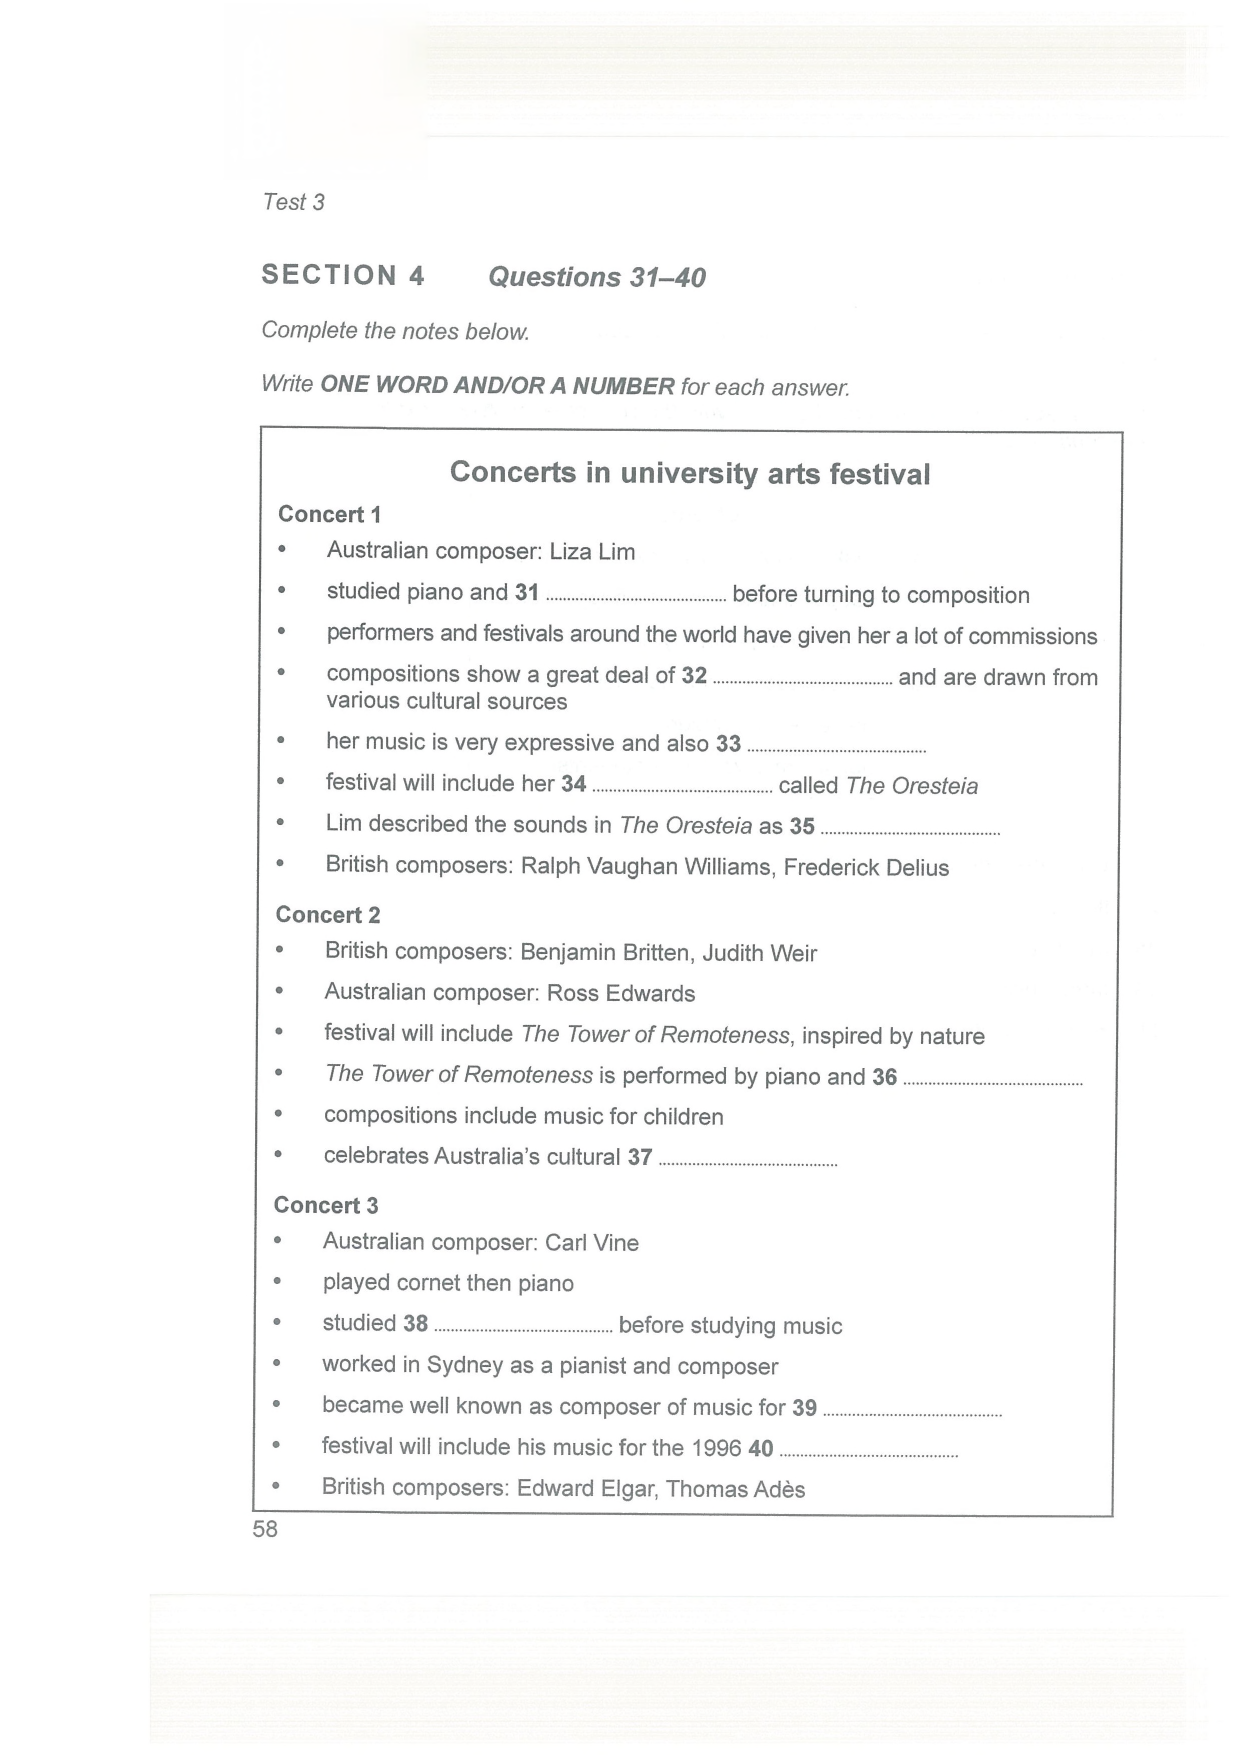 Test 3
SECTION 4 Questions 31–40
Complete the notes below.
Write ONE WORD AND/OR A NUMBER for each answer.
Concerts in university arts festival
Concert 1
• Australian composer: Liza Lim
• studied piano and 31 .......................................... before turning to composition
• performers and festivals around the world have given her a lot of commissions
• compositions show a great deal of 32 .......................................... and are drawn from
various cultural sources
• her music is very expressive and also 33 ..........................................
• festival will include her 34 .......................................... called The Oresteia
• Lim described the sounds in The Oresteia as 35 ..........................................
• British composers: Ralph Vaughan Williams, Frederick Delius
Concert 2
• British composers: Benjamin Britten, Judith Weir
• Australian composer: Ross Edwards
• festival will include The Tower of Remoteness, inspired by nature
• The Tower of Remoteness is performed by piano and 36 ..........................................
• compositions include music for children
• celebrates Australia's cultural 37 ..........................................
Concert 3
• Australian composer: Carl Vine
• played cornet then piano
• studied 38 .......................................... before studying music
• worked in Sydney as a pianist and composer
• became well known as composer of music for 39 ..........................................
• festival will include his music for the 1996 40 ..........................................
• British composers: Edward Elgar, Thomas Adès
58